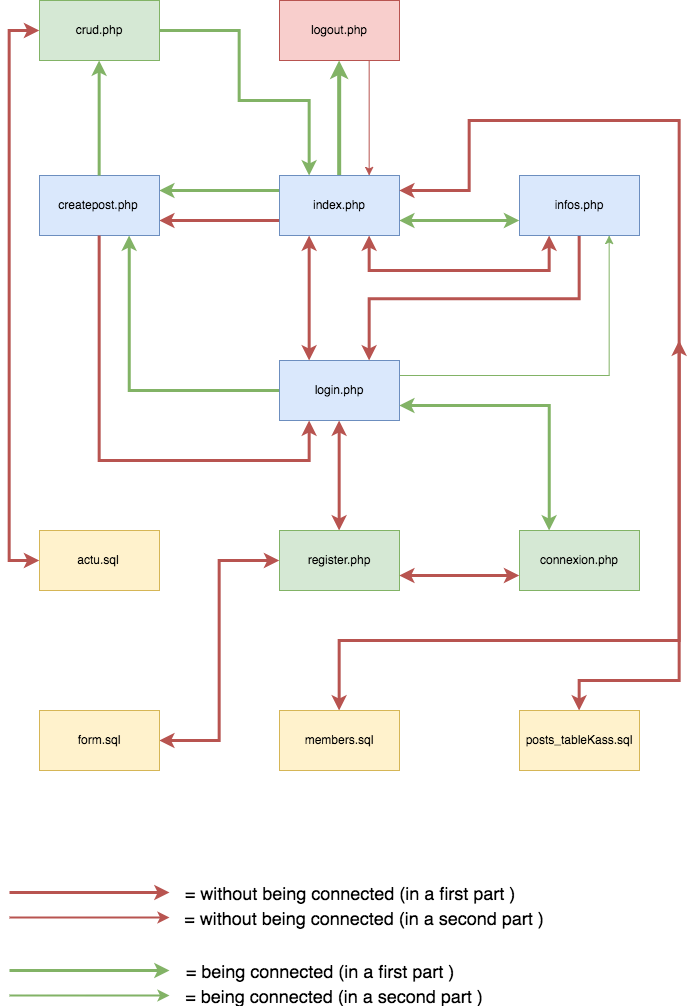 crud.php
logout.php
createpost.php
index.php
infos.php
login.php
actu.sql
register.php
connexion.php
form.sql
members.sql
posts_tableKass.sql
= without being connected (in a first part )
= without being connected (in a second part )
= being connected (in a first part )
= being connected (in a second part )